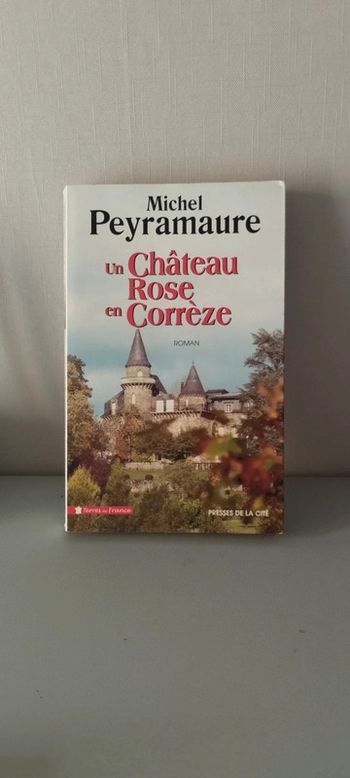 Michel
Peyramaure
Un Château
Rose
en Corrèze
ROMAN
Terres de France
PRESSES DE LA CITÉ